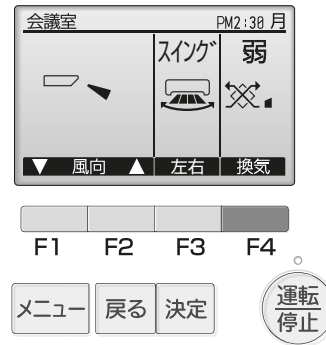 会議室 PM2:30 月
スイング 弱
▼ 風向 ▲ 左右 換気
F1 F2 F3 F4
メニュー 戻る 決定 運転
停止